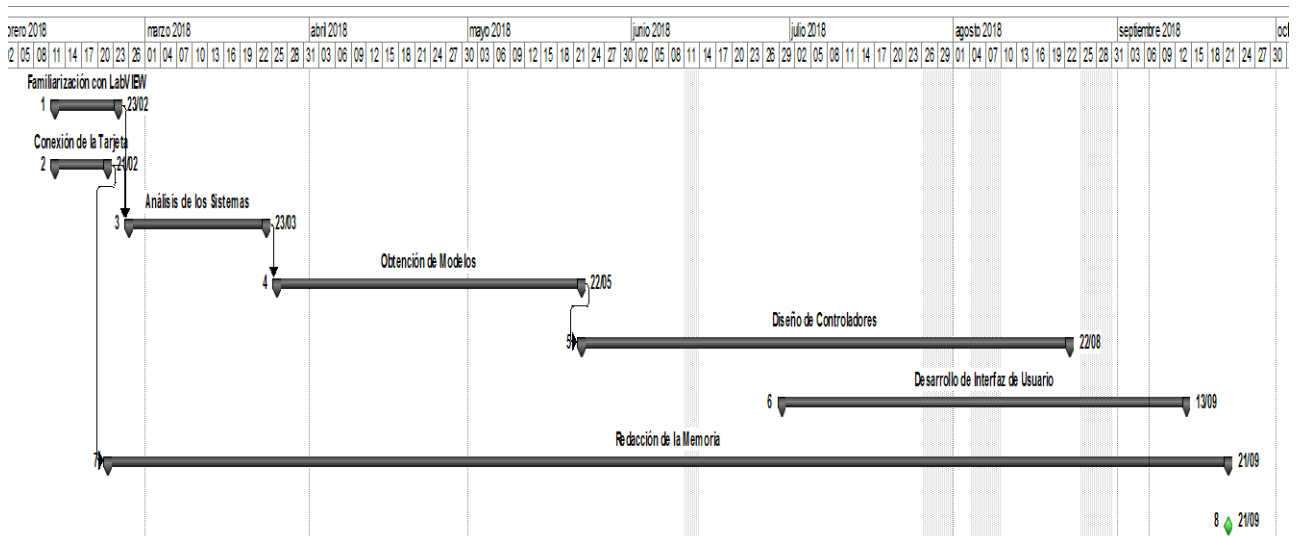 brero 2018 marzo 2018 abril 2018 mayo 2018 junio 2018 julio 2018 agosto 2018 septiembre 2018 oct
02 05 08 11 14 17 20 23 26 01 04 07 10 13 16 19 22 25 28 31 03 06 09 12 15 18 21 24 27 30 03 06 09 12 15 18 21 24 27 30 02 05 08 11 14 17 20 23 26 29 02 05 08 11 14 17 20 23 26 29 01 04 07 10 13 16 19 22 25 28 31 03 06 09 12 15 18 21 24 27 30
Familiarización con LabVIEW
1 23/02
Conexión de la Tarjeta
2 21/02
Análisis de los Sistemas
3 23/03
Obtención de Modelos
4 22/05
Diseño de Controladores
5 22/08
Desarrollo de Interfaz de Usuario
6 13/09
Redacción de la Memoria
7 21/09
8 21/09